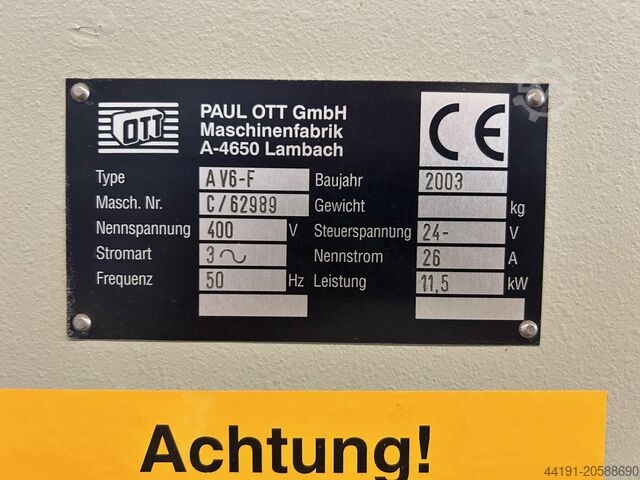 OTT
PAUL OTT GmbH
Maschinenfabrik
A-4650 Lambach
CE
Type AV6-F Baujahr 2003
Masch. Nr. C/62989 Gewicht kg
Nennspannung 400 V Steuerspannung 24- V
Stromart 3~ Nennstrom 26 A
Frequenz 50 Hz Leistung 11,5 kW
Achtung!
44191-20588690